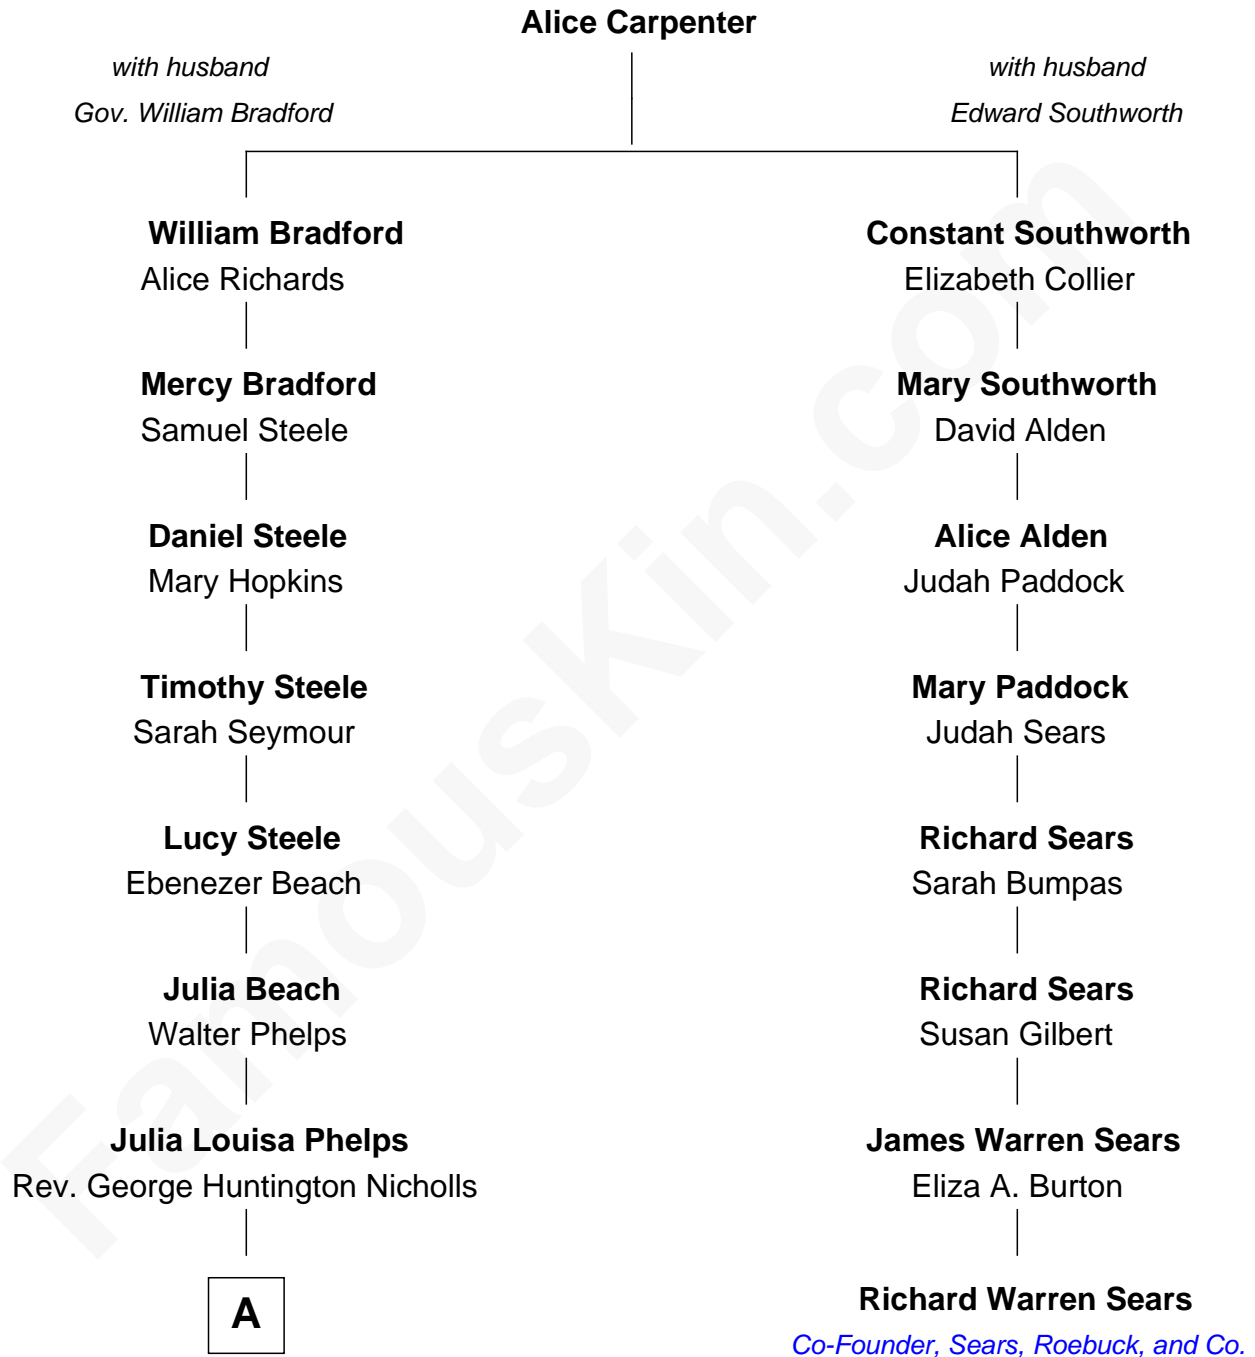 Alice Carpenter
with husband
Gov. William Bradford
with husband
Edward Southworth
William Bradford
Alice Richards
Constant Southworth
Elizabeth Collier
Mercy Bradford
Samuel Steele
Mary Southworth
David Alden
Daniel Steele
Mary Hopkins
Alice Alden
Judah Paddock
Timothy Steele
Sarah Seymour
Mary Paddock
Judah Sears
Lucy Steele
Ebenezer Beach
Richard Sears
Sarah Bumpas
Julia Beach
Walter Phelps
Richard Sears
Susan Gilbert
Julia Louisa Phelps
Rev. George Huntington Nicholls
James Warren Sears
Eliza A. Burton
A
Richard Warren Sears
Co-Founder, Sears, Roebuck, and Co.
FamousKin.com